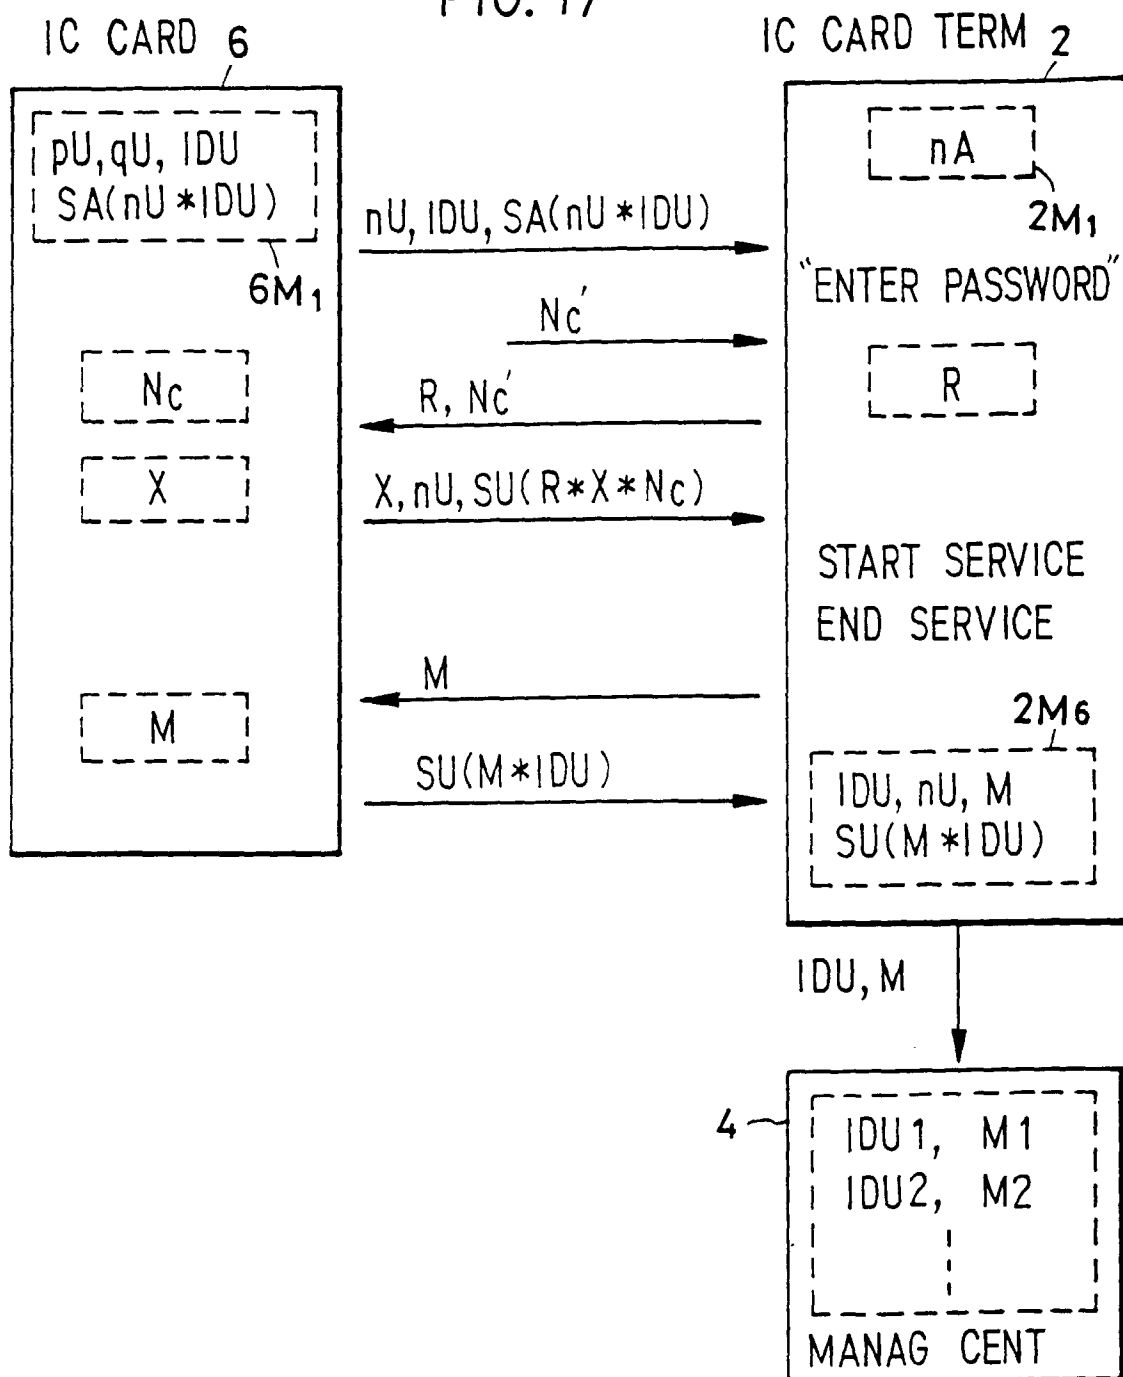 FIG. 17
IC CARD 6
IC CARD TERM 2
pU, qU, IDU
SA(nU*IDU)
6M1
nA
2M1
nU, IDU, SA(nU*IDU)
"ENTER PASSWORD"
Nc'
Nc
R
R, Nc'
X
X, nU, SU(R*X*Nc)
START SERVICE
END SERVICE
M
M
2M6
SU(M*IDU)
IDU, nU, M
SU(M*IDU)
IDU, M
4
IDU1, M1
IDU2, M2
MANAG CENT